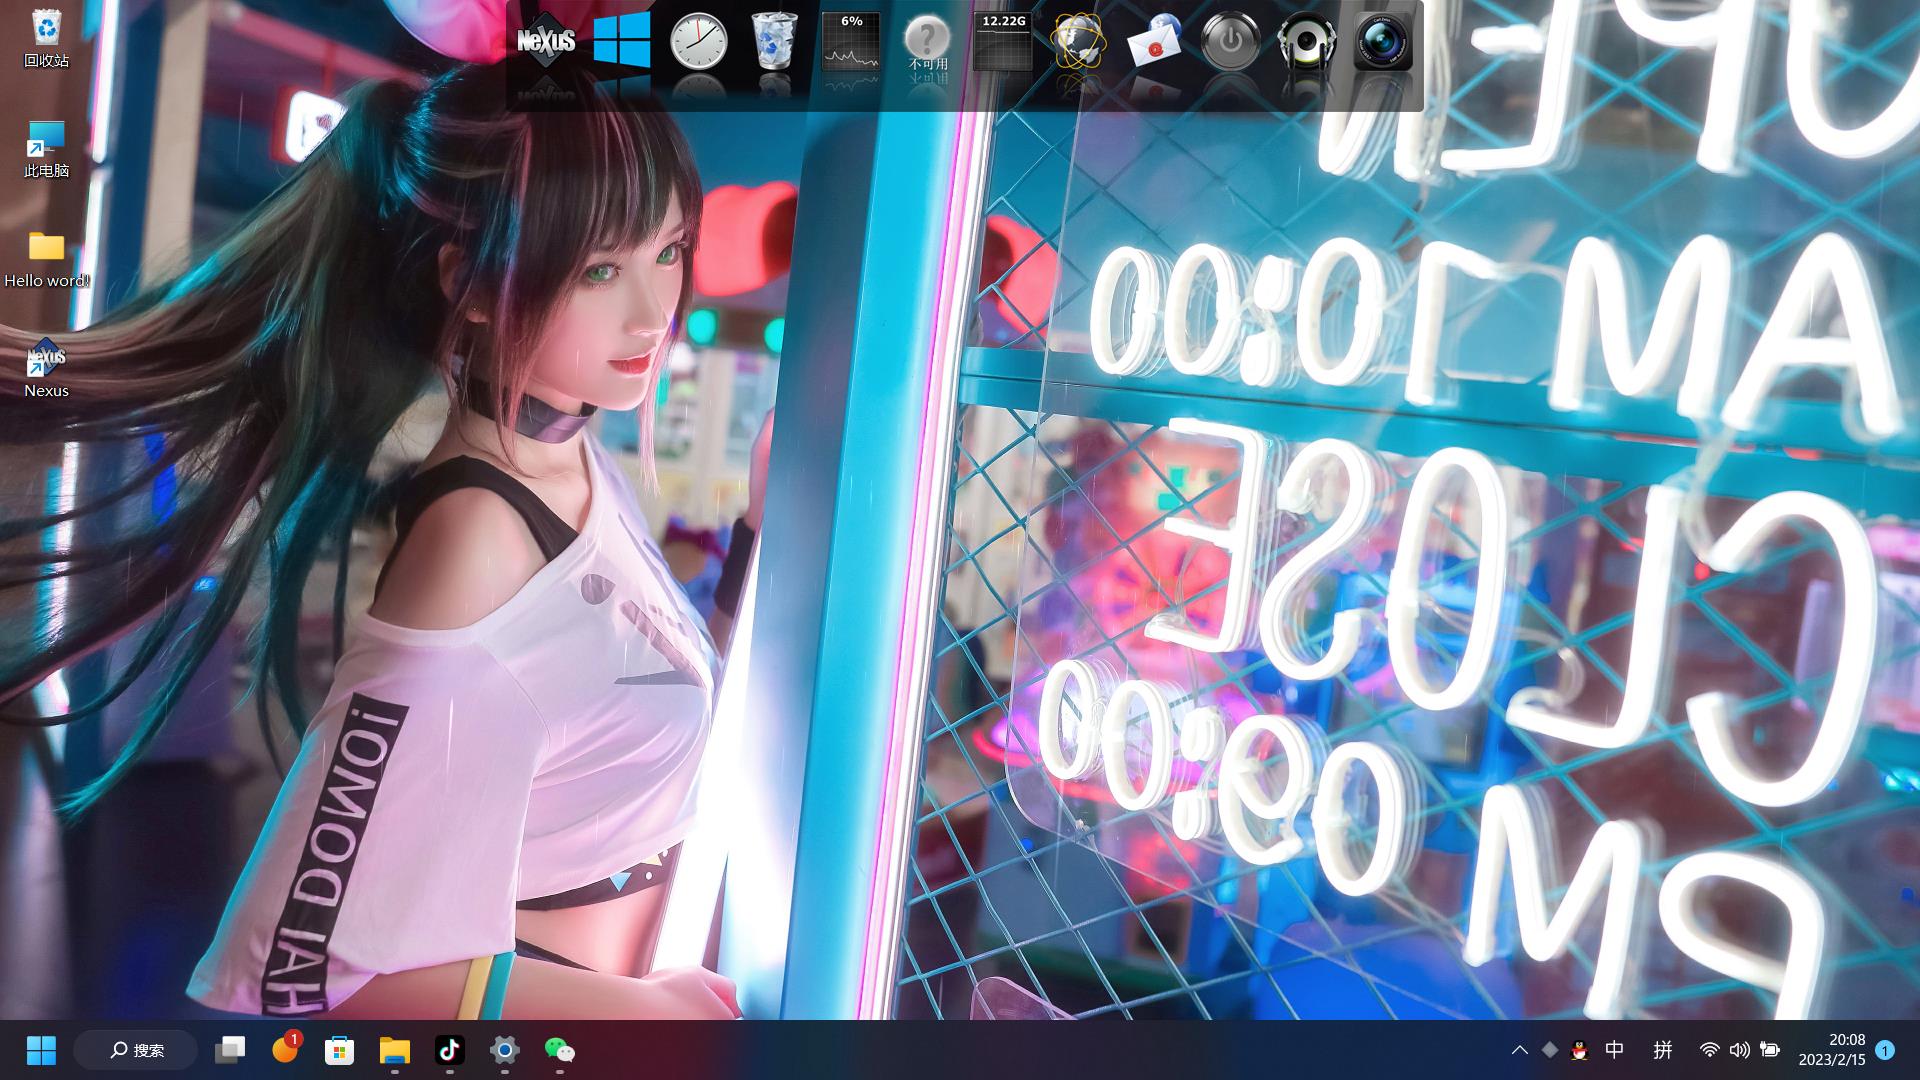 回收站
此电脑
Hello word!
NeXuS
Nexus
NeXuS
6%
不可用
12.22G
OPEN
AM 10:00
CLOSE
PM 09:00
HAI DOMO!
搜索
1
中
拼
20:08
2023/2/15
1